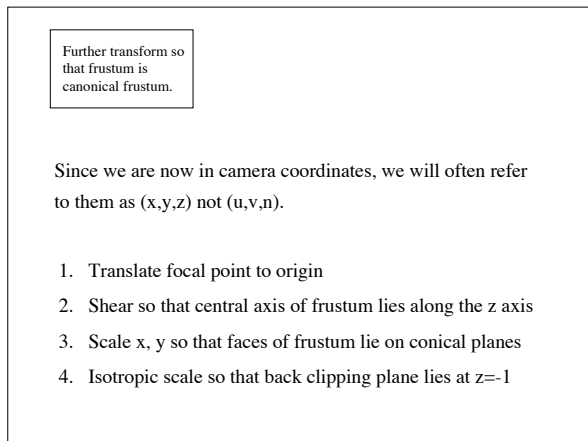 Further transform so
that frustum is
canonical frustum.
Since we are now in camera coordinates, we will often refer
to them as (x,y,z) not (u,v,n).
1. Translate focal point to origin
2. Shear so that central axis of frustum lies along the z axis
3. Scale x, y so that faces of frustum lie on conical planes
4. Isotropic scale so that back clipping plane lies at z=-1